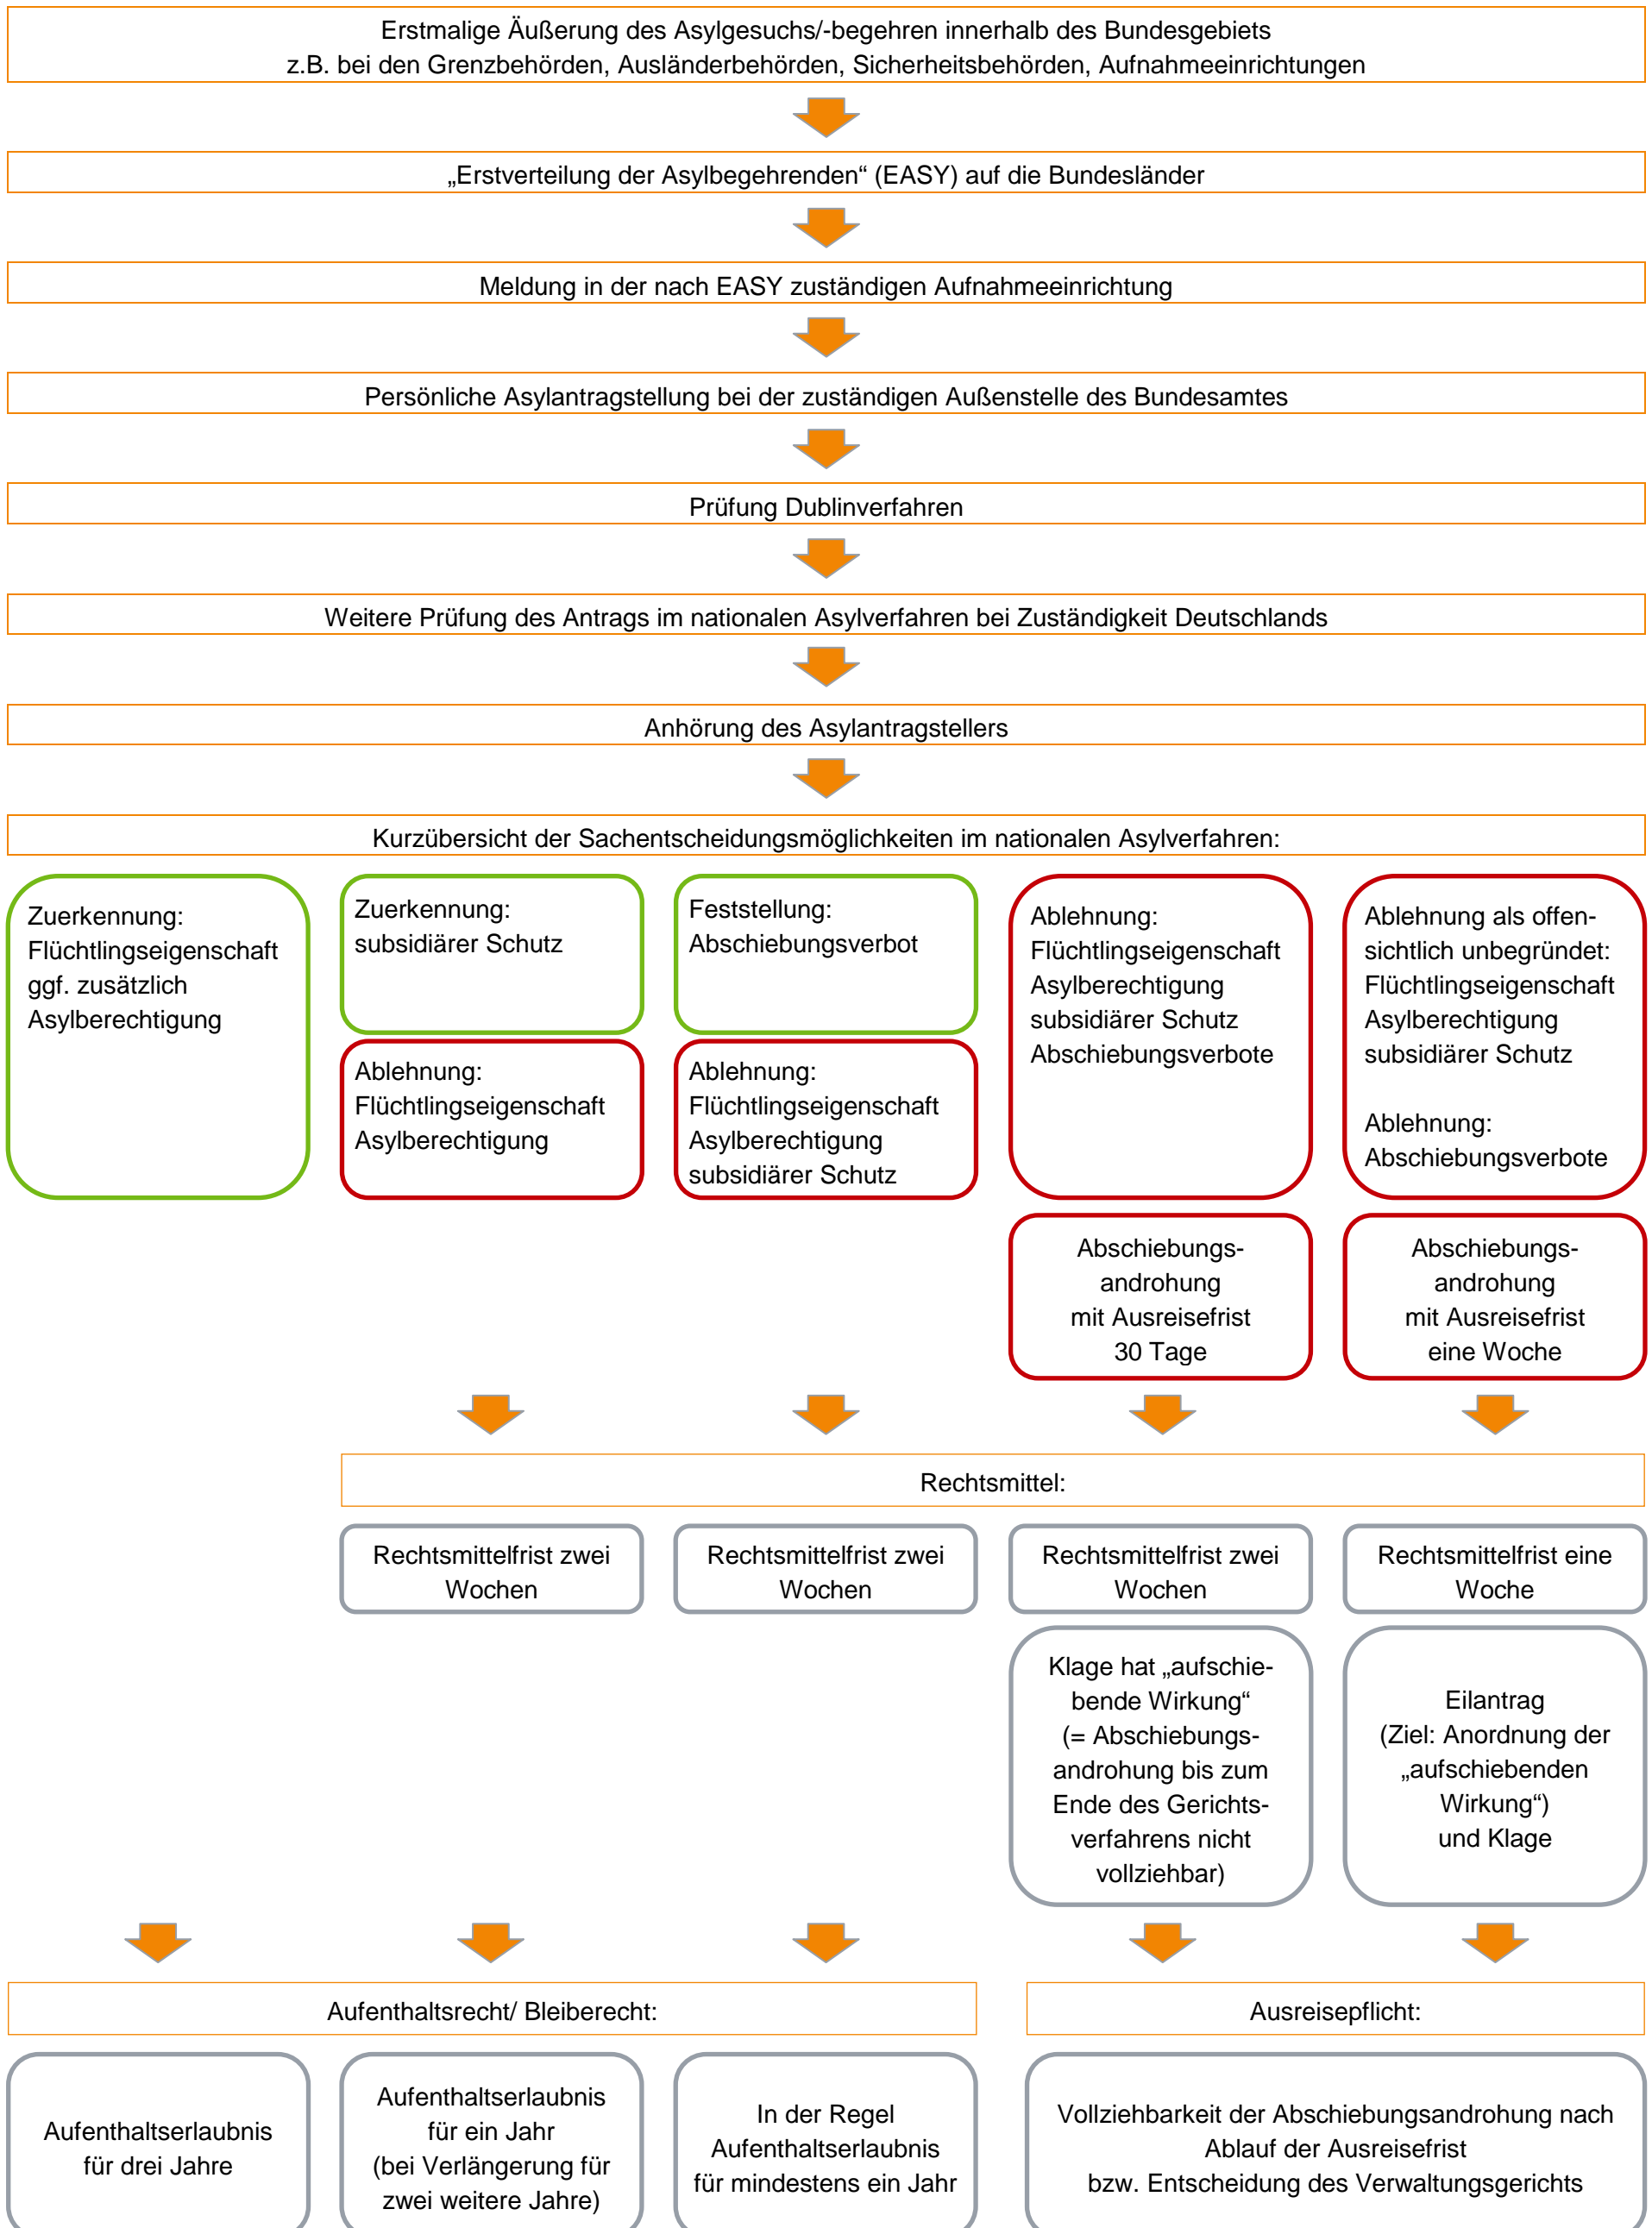 Erstmalige Äußerung des Asylgesuchs/-begehren innerhalb des Bundesgebiets
z.B. bei den Grenzbehörden, Ausländerbehörden, Sicherheitsbehörden, Aufnahmeeinrichtungen
„Erstverteilung der Asylbegehrenden“ (EASY) auf die Bundesländer
Meldung in der nach EASY zuständigen Aufnahmeeinrichtung
Persönliche Asylantragstellung bei der zuständigen Außenstelle des Bundesamtes
Prüfung Dublinverfahren
Weitere Prüfung des Antrags im nationalen Asylverfahren bei Zuständigkeit Deutschlands
Anhörung des Asylantragstellers
Kurzübersicht der Sachentscheidungsmöglichkeiten im nationalen Asylverfahren:
Zuerkennung:
Flüchtlingseigenschaft
ggf. zusätzlich
Asylberechtigung
Zuerkennung:
subsidiärer Schutz
Ablehnung:
Flüchtlingseigenschaft
Asylberechtigung
Feststellung:
Abschiebungsverbot
Ablehnung:
Flüchtlingseigenschaft
Asylberechtigung
subsidiärer Schutz
Ablehnung:
Flüchtlingseigenschaft
Asylberechtigung
subsidiärer Schutz
Abschiebungsverbote
Ablehnung als offen-
sichtlich unbegründet:
Flüchtlingseigenschaft
Asylberechtigung
subsidiärer Schutz
Ablehnung:
Abschiebungsverbote
Abschiebungs-
androhung
mit Ausreisefrist
30 Tage
Abschiebungs-
androhung
mit Ausreisefrist
eine Woche
Rechtsmittel:
Rechtsmittelfrist zwei
Wochen
Rechtsmittelfrist zwei
Wochen
Rechtsmittelfrist zwei
Wochen
Rechtsmittelfrist eine
Woche
Klage hat „aufschie-
bende Wirkung“
(= Abschiebungs-
androhung bis zum
Ende des Gerichts-
verfahrens nicht
vollziehbar)
Eilantrag
(Ziel: Anordnung der
„aufschiebenden
Wirkung“)
und Klage
Aufenthaltsrecht/ Bleiberecht:
Ausreisepflicht:
Aufenthaltserlaubnis
für drei Jahre
Aufenthaltserlaubnis
für ein Jahr
(bei Verlängerung für
zwei weitere Jahre)
In der Regel
Aufenthaltserlaubnis
für mindestens ein Jahr
Vollziehbarkeit der Abschiebungsandrohung nach
Ablauf der Ausreisefrist
bzw. Entscheidung des Verwaltungsgerichts